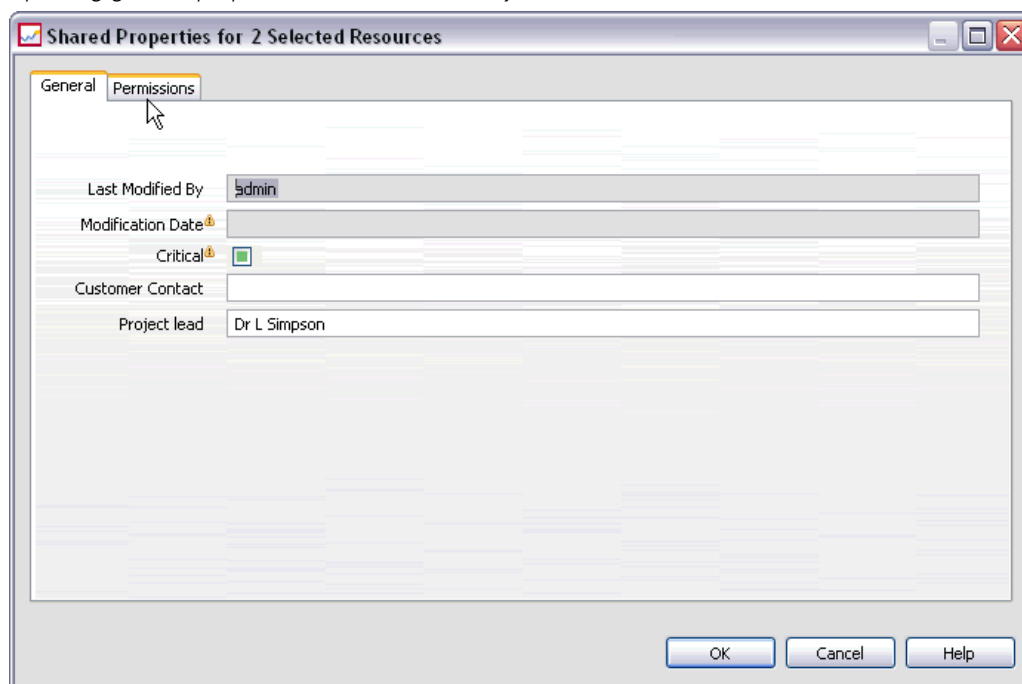 Shared Properties for 2 Selected Resources
General Permissions
Last Modified By admin
Modification Date
Critical
Customer Contact
Project lead Dr L Simpson
OK Cancel Help